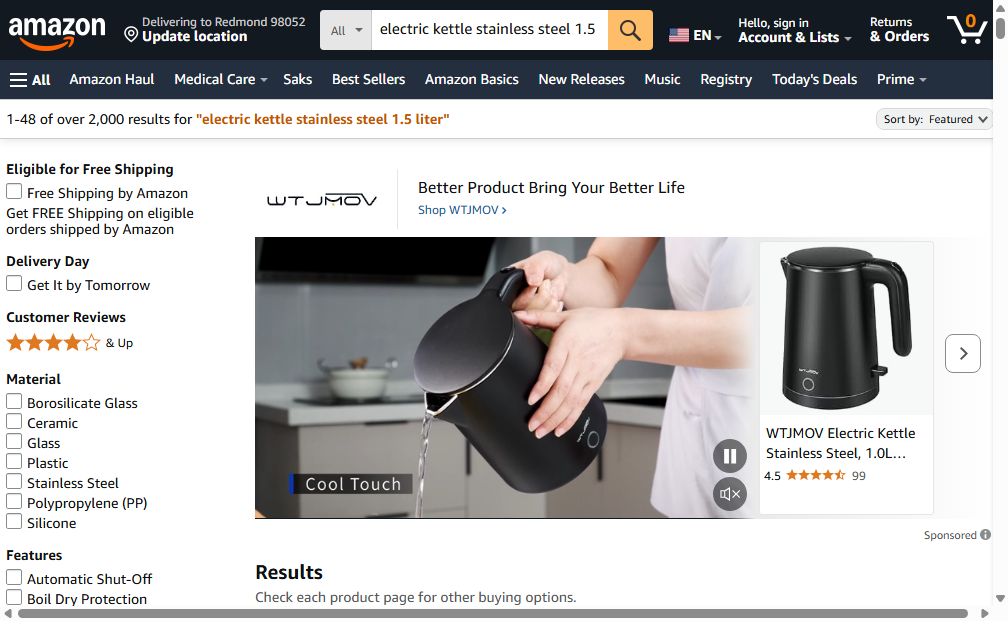 amazon
Delivering to Redmond 98052
Update location
All
electric kettle stainless steel 1.5
EN
Hello, sign in
Account & Lists
Returns
& Orders
0
All
Amazon Haul
Medical Care
Saks
Best Sellers
Amazon Basics
New Releases
Music
Registry
Today's Deals
Prime
1-48 of over 2,000 results for "electric kettle stainless steel 1.5 liter"
Sort by: Featured
Eligible for Free Shipping
Free Shipping by Amazon
Get FREE Shipping on eligible
orders shipped by Amazon
Delivery Day
Get It by Tomorrow
Customer Reviews
& Up
Material
Borosilicate Glass
Ceramic
Glass
Plastic
Stainless Steel
Polypropylene (PP)
Silicone
Features
Automatic Shut-Off
Boil Dry Protection
WTJMOV
Better Product Bring Your Better Life
Shop WTJMOV ›
WTJMOV
Cool Touch
WTJMOV
WTJMOV Electric Kettle
Stainless Steel, 1.0L...
4.5
99
Sponsored
Results
Check each product page for other buying options.